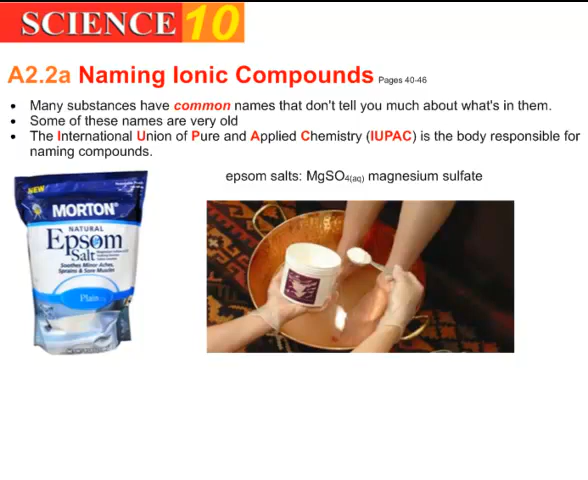 SCIENCE 10
A2.2a Naming Ionic Compounds Pages 40-46
• Many substances have common names that don't tell you much about what's in them.
• Some of these names are very old
• The International Union of Pure and Applied Chemistry (IUPAC) is the body responsible for
naming compounds.
epsom salts: MgSO4(aq) magnesium sulfate
NEW
MORTON
NATURAL
Epsom
Salt
Soothes Minor Aches,
Sprains & Sore Muscles
Plain